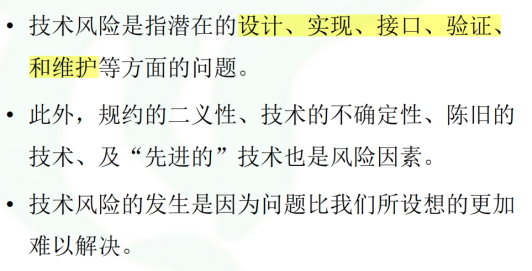 • 技术风险是指潜在的设计、实现、接口、验证、
和维护等方面的问题。
• 此外，规约的二义性、技术的不确定性、陈旧的
技术、及“先进的”技术也是风险因素。
• 技术风险的发生是因为问题比我们所设想的更加
难以解决。